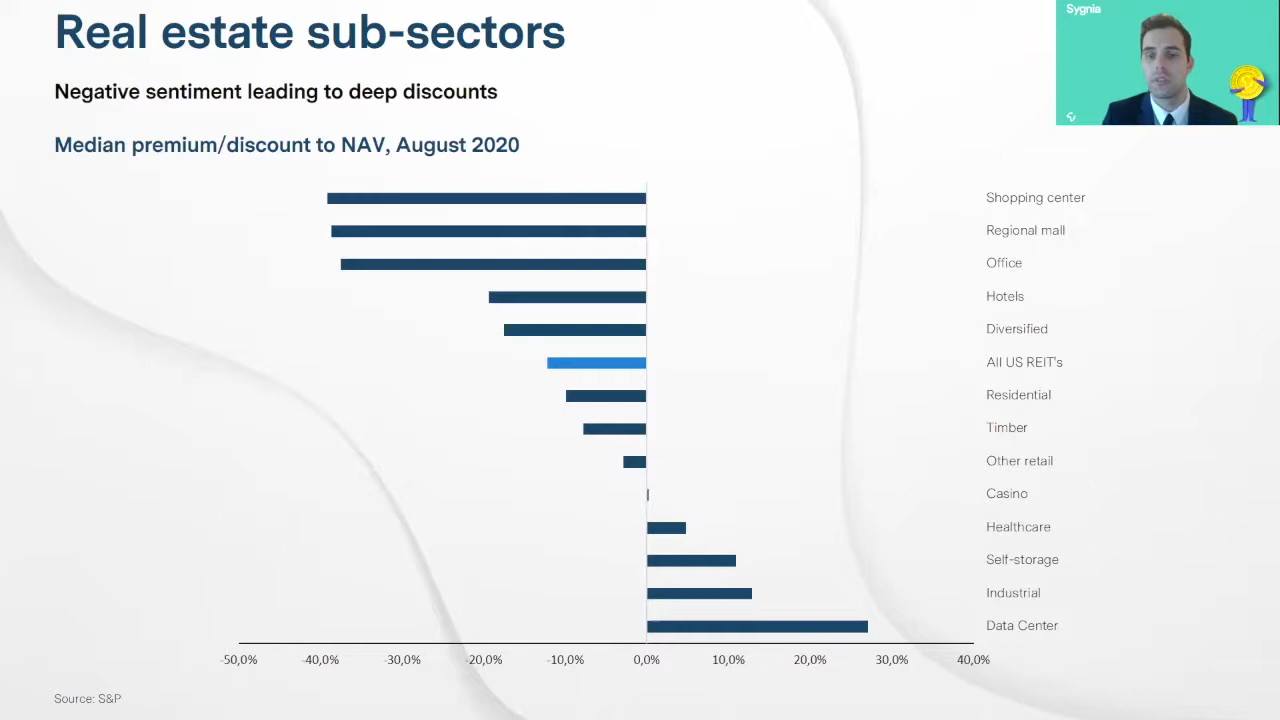 Real estate sub-sectors
Sygnia
Negative sentiment leading to deep discounts
Median premium/discount to NAV, August 2020
Shopping center
Regional mall
Office
Hotels
Diversified
All US REIT's
Residential
Timber
Other retail
Casino
Healthcare
Self-storage
Industrial
Data Center
-50,0% -40,0% -30,0% -20,0% -10,0% 0,0% 10,0% 20,0% 30,0% 40,0%
Source: S&P